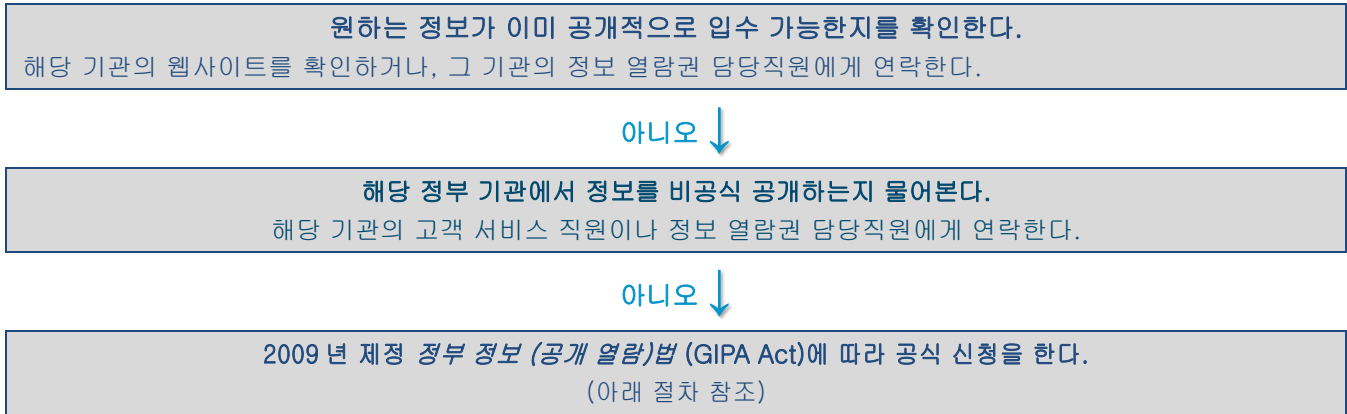 원하는 정보가 이미 공개적으로 입수 가능한지를 확인한다.
해당 기관의 웹사이트를 확인하거나, 그 기관의 정보 열람권 담당직원에게 연락한다.
아니오
해당 정부 기관에서 정보를 비공식 공개하는지 물어본다.
해당 기관의 고객 서비스 직원이나 정보 열람권 담당직원에게 연락한다.
아니오
2009 년 제정 정부 정보 (공개 열람)법 (GIPA Act)에 따라 공식 신청을 한다.
(아래 절차 참조)